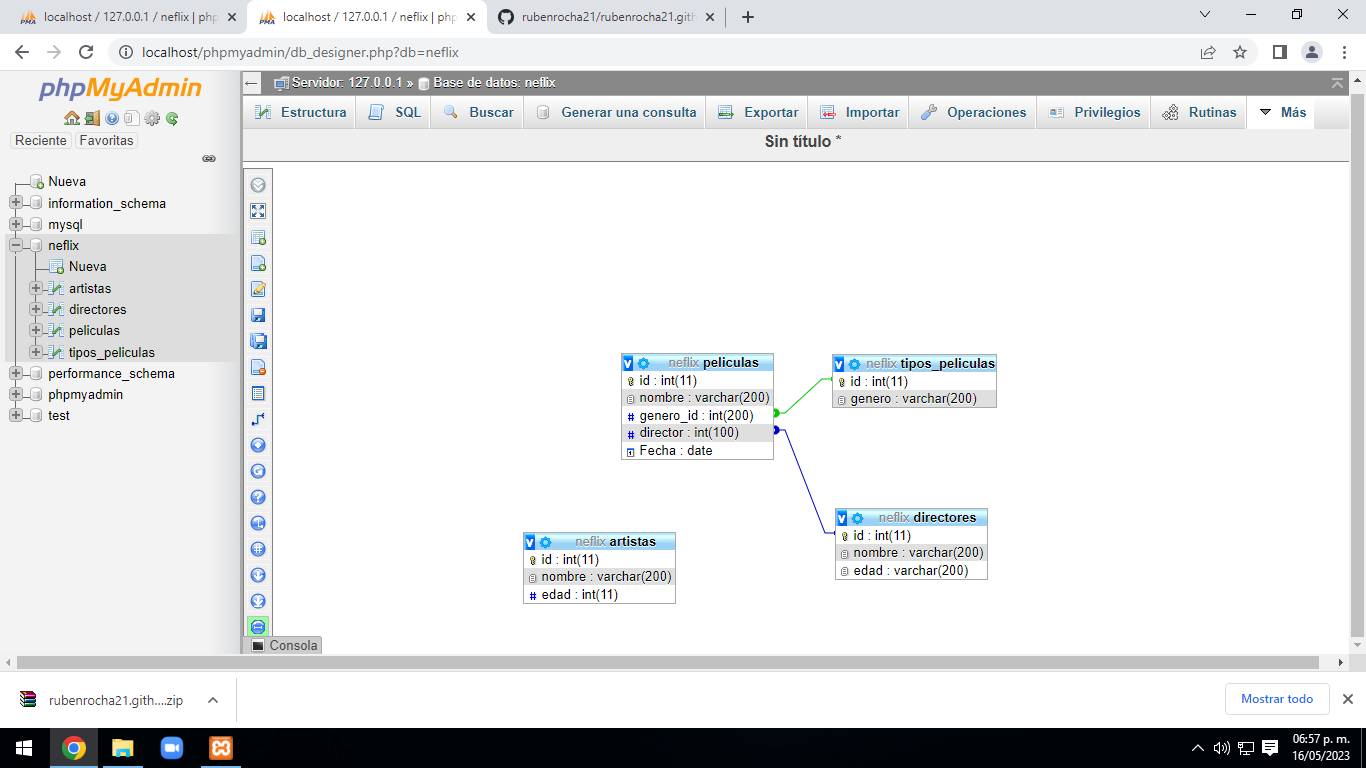 localhost / 127.0.0.1 / neflix | php
localhost / 127.0.0.1 / neflix | php
rubenrocha21/rubenrocha21.gith
localhost/phpmyadmin/db_designer.php?db=neflix
phpMyAdmin
Reciente Favoritas
Nueva
information_schema
mysql
neflix
Nueva
artistas
directores
peliculas
tipos_peliculas
performance_schema
phpmyadmin
test
Servidor: 127.0.0.1 » Base de datos: neflix
Estructura SQL Buscar Generar una consulta Exportar Importar Operaciones Privilegios Rutinas Más
Sin título *
neflix peliculas
id : int(11)
nombre : varchar(200)
genero_id : int(200)
director : int(100)
Fecha : date
neflix tipos_peliculas
id : int(11)
genero : varchar(200)
neflix artistas
id : int(11)
nombre : varchar(200)
edad : int(11)
neflix directores
id : int(11)
nombre : varchar(200)
edad : varchar(200)
Consola
rubenrocha21.gith....zip
Mostrar todo
06:57 p. m.
16/05/2023